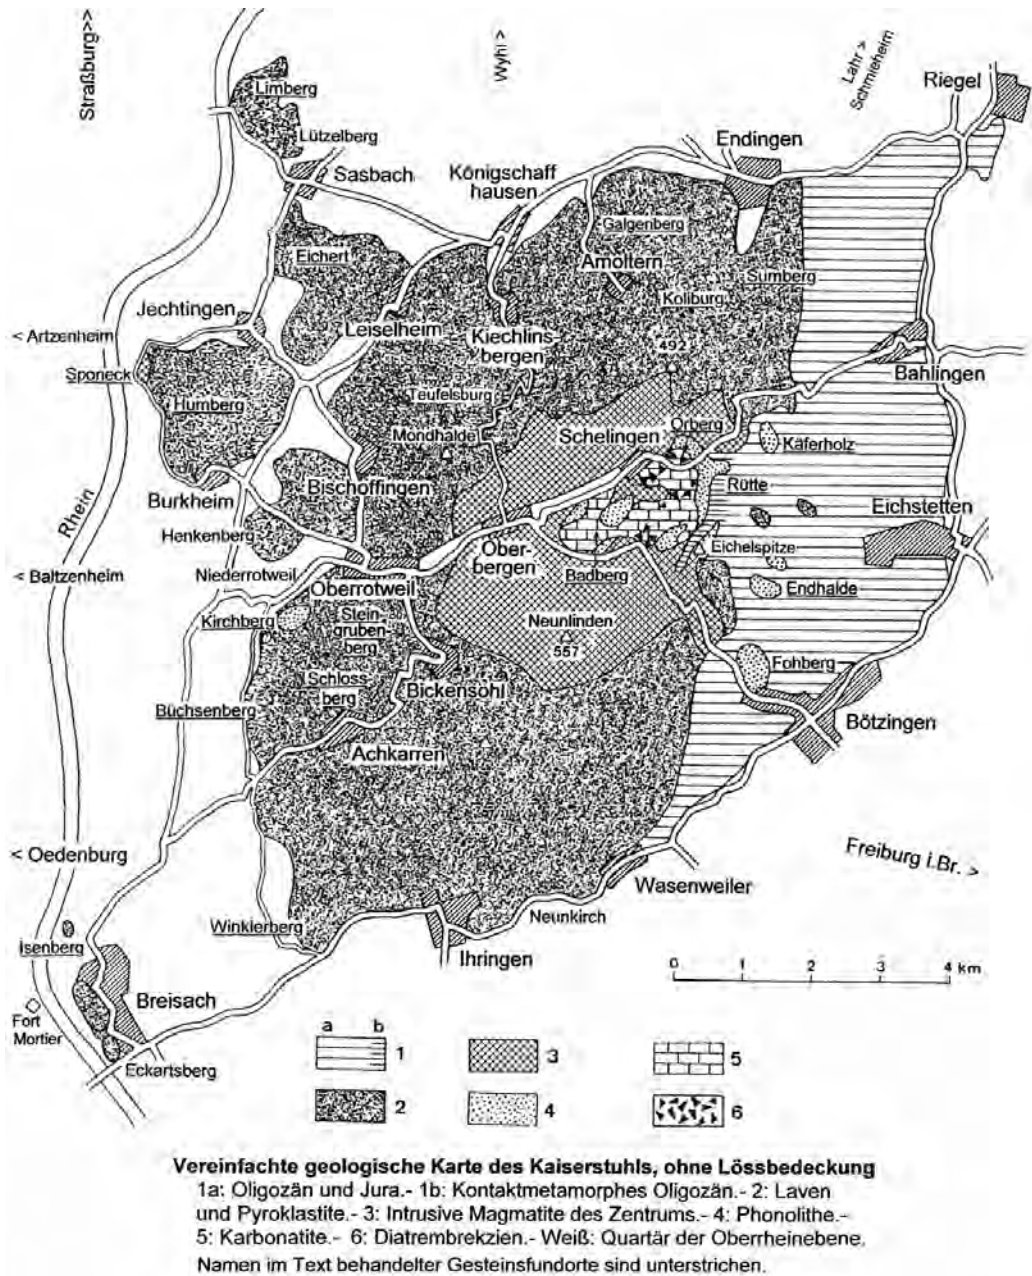 Straßburg>>
Wyhl >
Lahr >
Schmieheim
Riegel
Limberg
Lützelberg
Endingen
Sasbach
Königschaff
hausen
Galgenberg
Eichert
Amoltern
Sumberg
Koliburg
Jechtingen
Leiselheim
Kiechlins-
bergen
492
< Artzenheim
Sponeck
Bahlingen
Humberg
Teufelsburg
Mondhalde
Schelingen
Orberg
Käferholz
Burkheim
Bischoffingen
Rütte
Rhein
Eichstetten
Henkenberg
Ober-
bergen
Eichelspitze
< Baltzenheim
Niederrotweil
Badberg
Oberrotweil
Endhalde
Kirchberg
Stein-
gruben-
berg
Neunlinden
557
Schloss
berg
Bickensohl
Fohberg
Büchsenberg
Bötzingen
Achkarren
< Oedenburg
Freiburg i.Br. >
Wasenweiler
Neunkirch
Winklerberg
Isenberg
Ihringen
0 1 2 3 4 km
Breisach
Fort
Mortier
Eckartsberg
a b
1
3
5
2
4
6
Vereinfachte geologische Karte des Kaiserstuhls, ohne Lössbedeckung
1a: Oligozän und Jura.- 1b: Kontaktmetamorphes Oligozän.- 2: Laven
und Pyroklastite.- 3: Intrusive Magmatite des Zentrums.- 4: Phonolithe.-
5: Karbonatite.- 6: Diatrembrekzien.- Weiß: Quartär der Oberrheinebene.
Namen im Text behandelter Gesteinsfundorte sind unterstrichen.